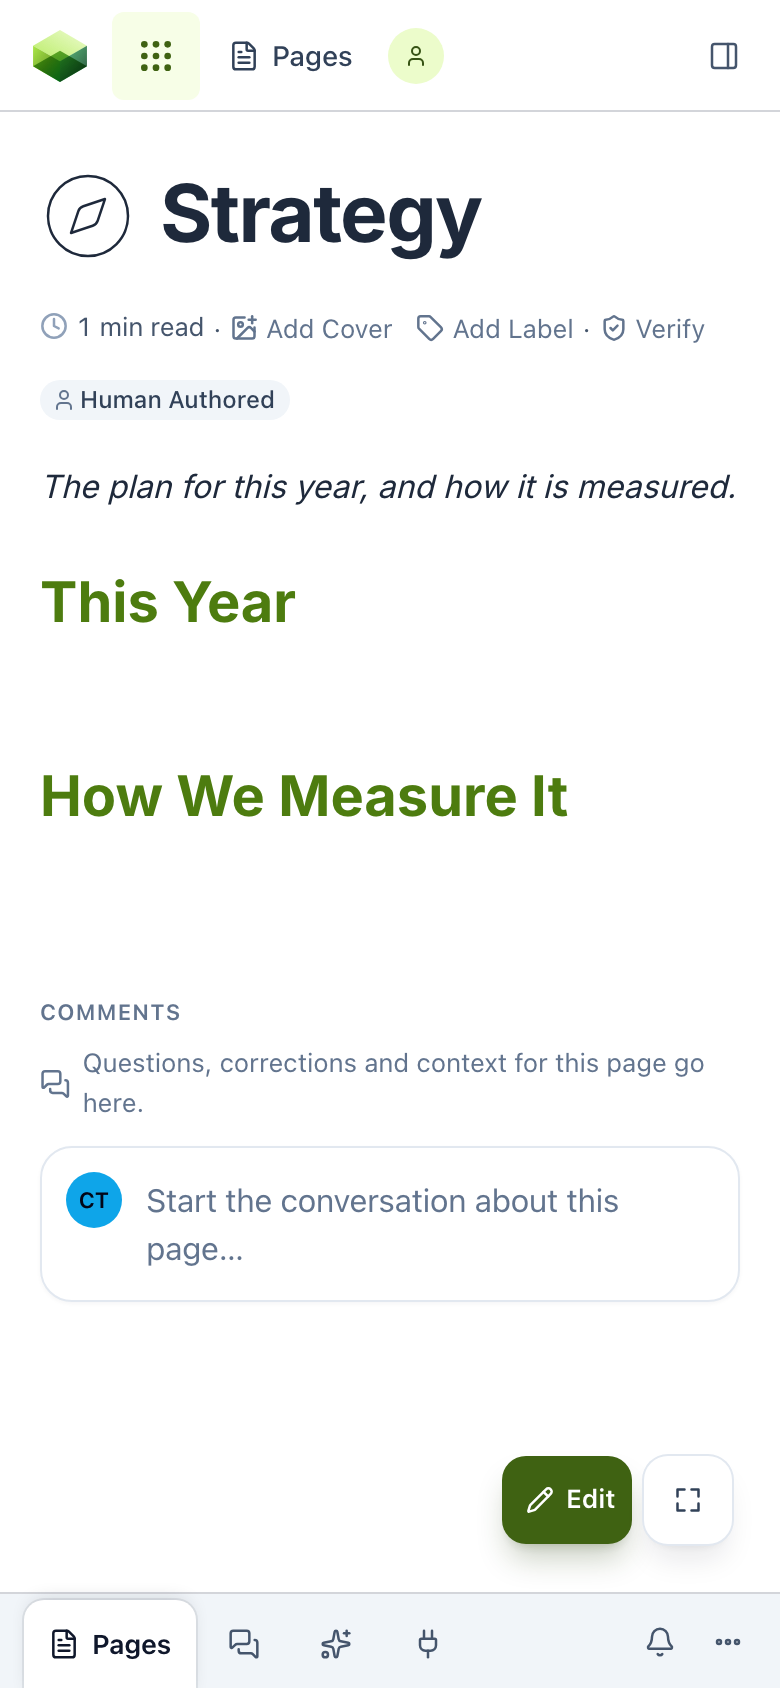 Pages
Strategy
1 min read · Add Cover Add Label · Verify
Human Authored
The plan for this year, and how it is measured.
This Year
How We Measure It
COMMENTS
Questions, corrections and context for this page go
here.
CT
Start the conversation about this
page...
Edit
Pages